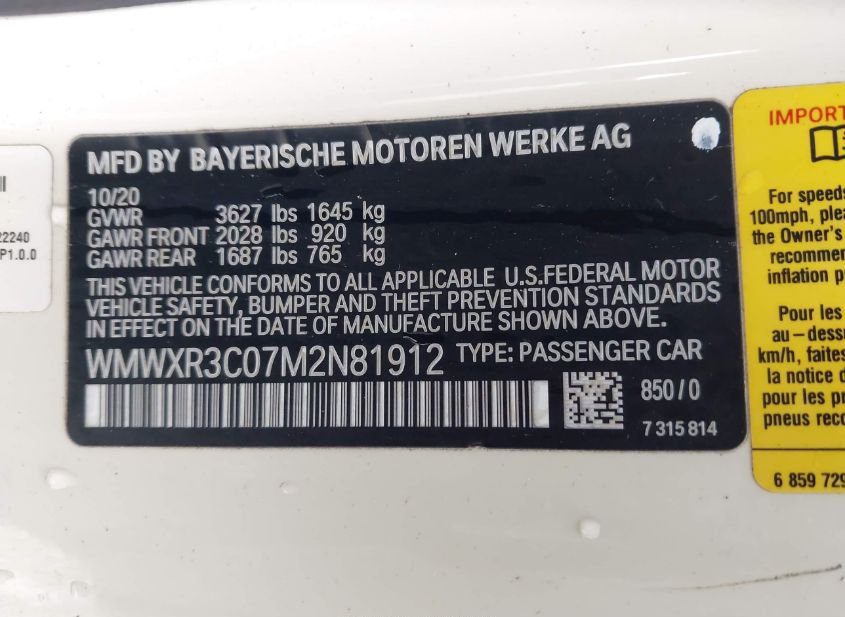 MFD BY BAYERISCHE MOTOREN WERKE AG
10/20
GVWR 3627 lbs 1645 kg
GAWR FRONT 2028 lbs 920 kg
GAWR REAR 1687 lbs 765 kg
THIS VEHICLE CONFORMS TO ALL APPLICABLE U.S.FEDERAL MOTOR
VEHICLE SAFETY, BUMPER AND THEFT PREVENTION STANDARDS
IN EFFECT ON THE DATE OF MANUFACTURE SHOWN ABOVE.
WMWXR3C07M2N81912 TYPE: PASSENGER CAR
850/0
7 315 814
22240
P1.0.0
IMPORT
For speeds
100mph, plea
the Owner's
recommen
inflation p
Pour les
au-dessu
km/h, faites
la notice d
pour les pr
pneus reco
6 859 729